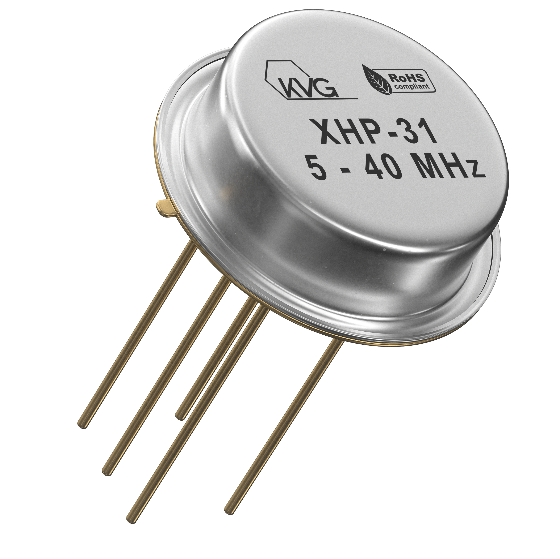 KVG
RoHS
compliant
XHP-31
5 - 40 MHz